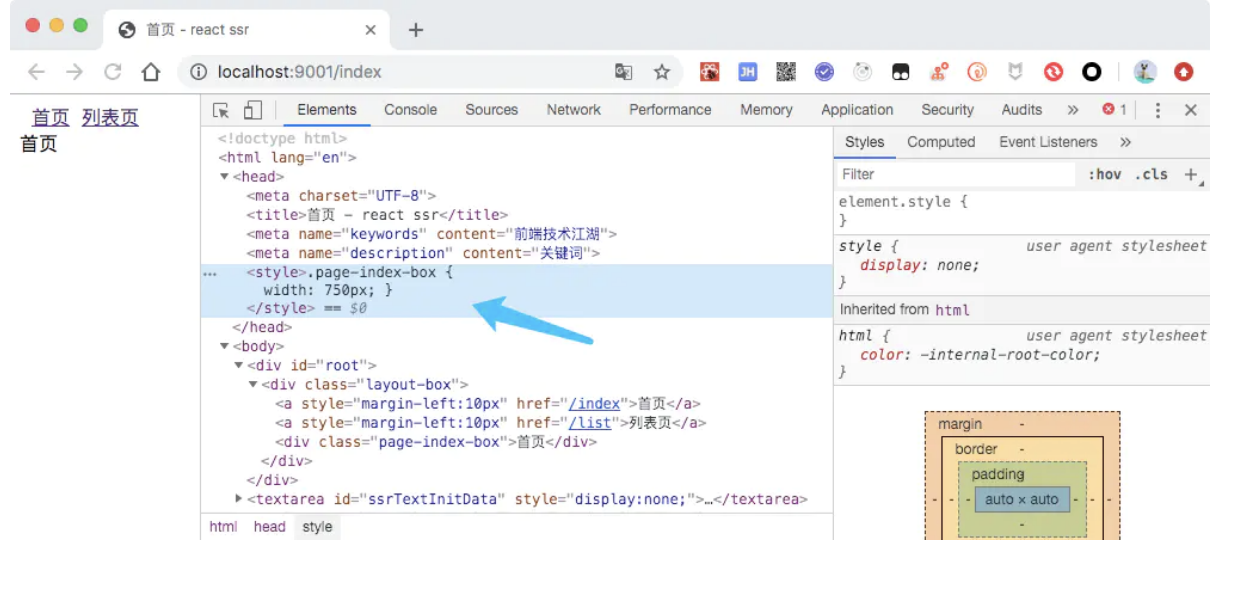 首页 - react ssr
localhost:9001/index
JH
首页 列表页
首页
Elements Console Sources Network Performance Memory Application Security Audits » 1
<!doctype html>
<html lang="en">
<head>
<meta charset="UTF-8">
<title>首页 - react ssr</title>
<meta name="keywords" content="前端技术江湖">
<meta name="description" content="关键词">
<style>.page-index-box {
width: 750px; }
</style> == $0
</head>
<body>
<div id="root">
<div class="layout-box">
<a style="margin-left:10px" href="/index">首页</a>
<a style="margin-left:10px" href="/list">列表页</a>
<div class="page-index-box">首页</div>
</div>
</div>
<textarea id="ssrTextInitData" style="display:none;">…</textarea>
html head style
Styles Computed Event Listeners »
Filter :hov .cls +
element.style {
}
style { user agent stylesheet
display: none;
}
Inherited from html
html { user agent stylesheet
color: -internal-root-color;
}
margin -
border -
padding
- - - auto × auto - - -
-